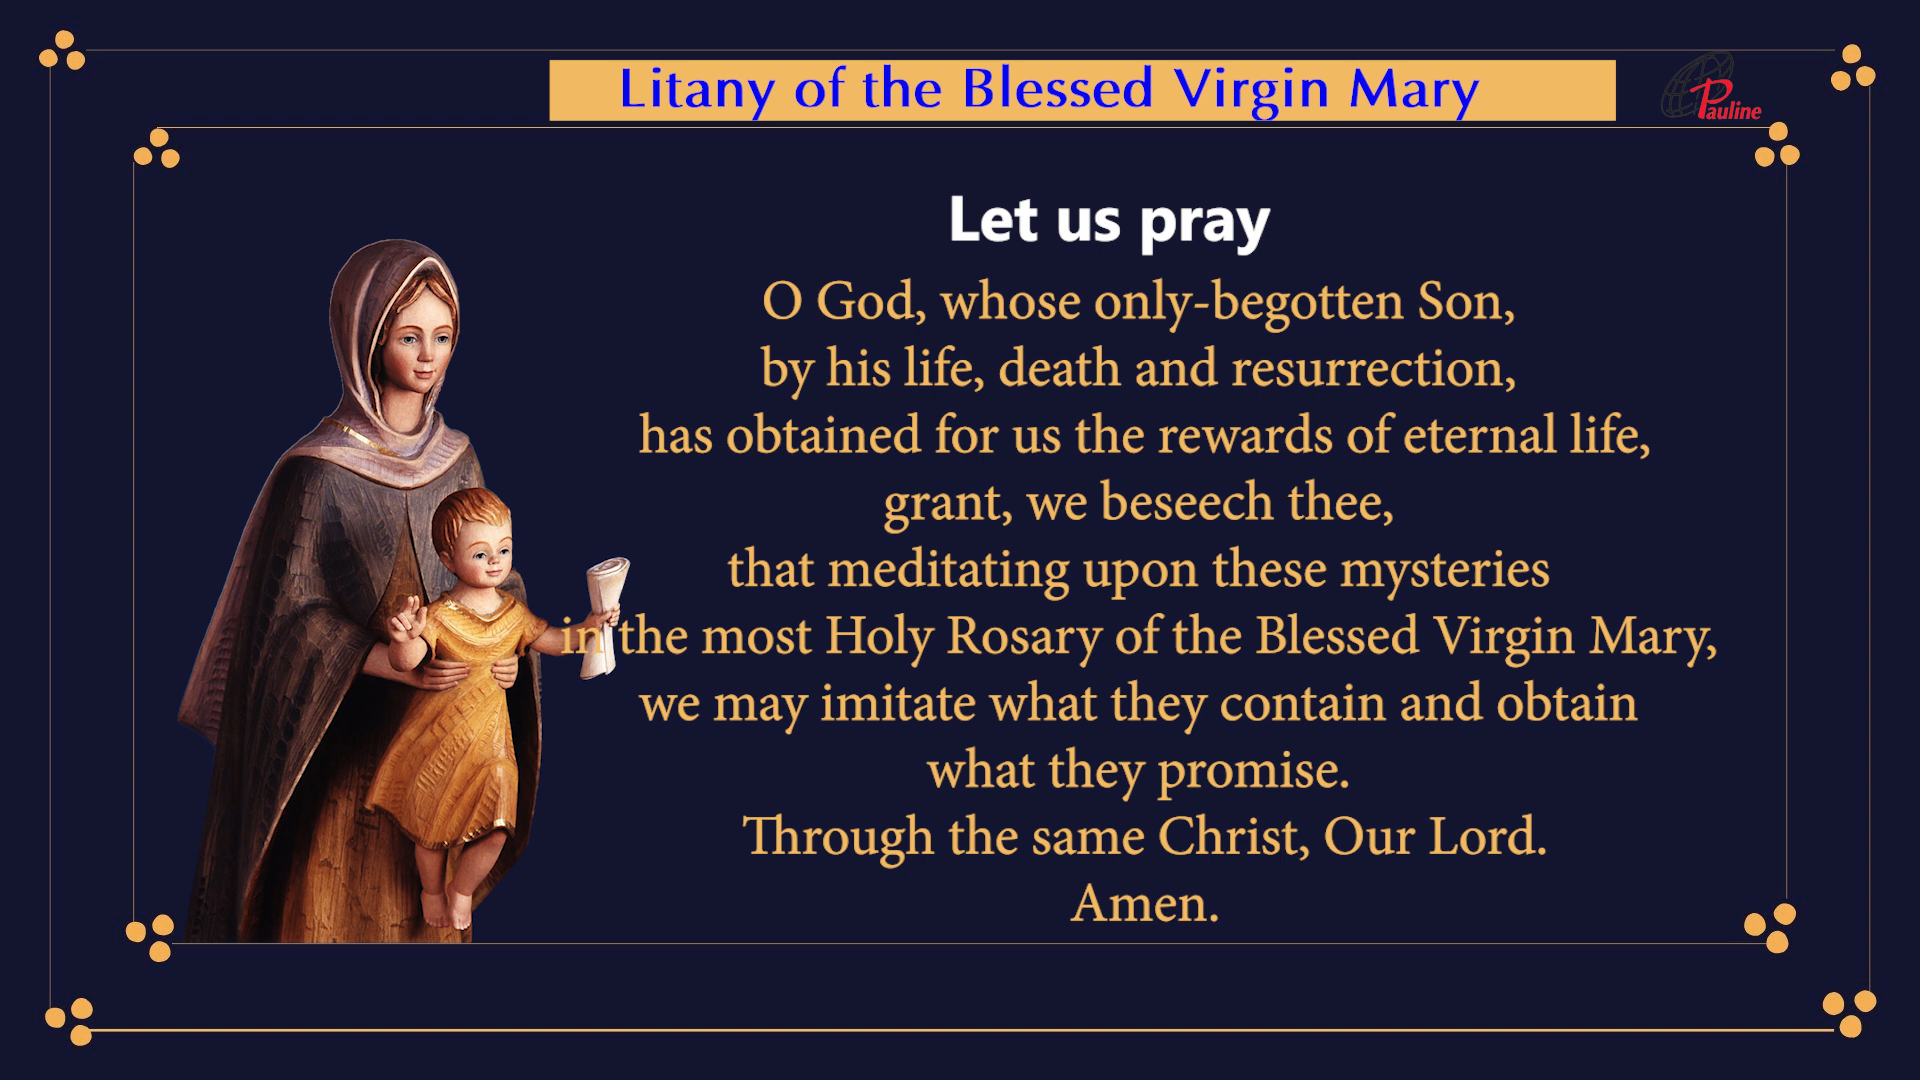 Litany of the Blessed Virgin Mary
Pauline
Let us pray
O God, whose only-begotten Son,
by his life, death and resurrection,
has obtained for us the rewards of eternal life,
grant, we beseech thee,
that meditating upon these mysteries
in the most Holy Rosary of the Blessed Virgin Mary,
we may imitate what they contain and obtain
what they promise.
Through the same Christ, Our Lord.
Amen.